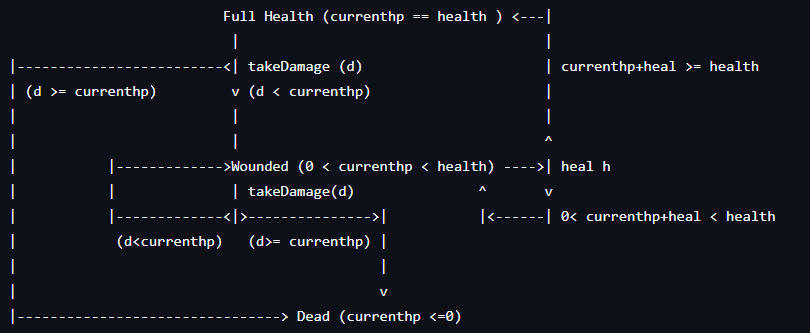 Full Health (currenthp == health ) <---|
                           |                                     |
|-------------------------<| takeDamage (d)                      | currenthp+heal >= health
| (d >= currenthp)         v (d < currenthp)                     |
|                          |                                     |
|                          |                                     ^
|           |------------->Wounded (0 < currenthp < health) ---->| heal h
|           |              | takeDamage(d)               ^       v
|           |-------------<|>--------------->|           |<------| 0< currenthp+heal < health
|            (d<currenthp)   (d>= currenthp) |
|                                            |
|                                            v
|--------------------------------> Dead (currenthp <=0)